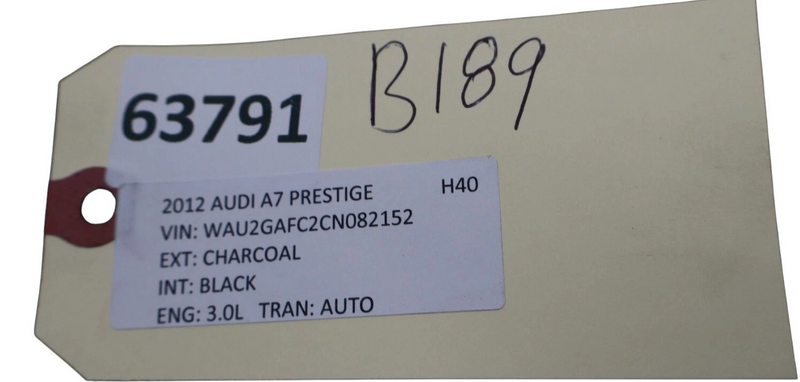 B189
63791
2012 AUDI A7 PRESTIGE H40
VIN: WAU2GAFC2CN082152
EXT: CHARCOAL
INT: BLACK
ENG: 3.0L TRAN: AUTO